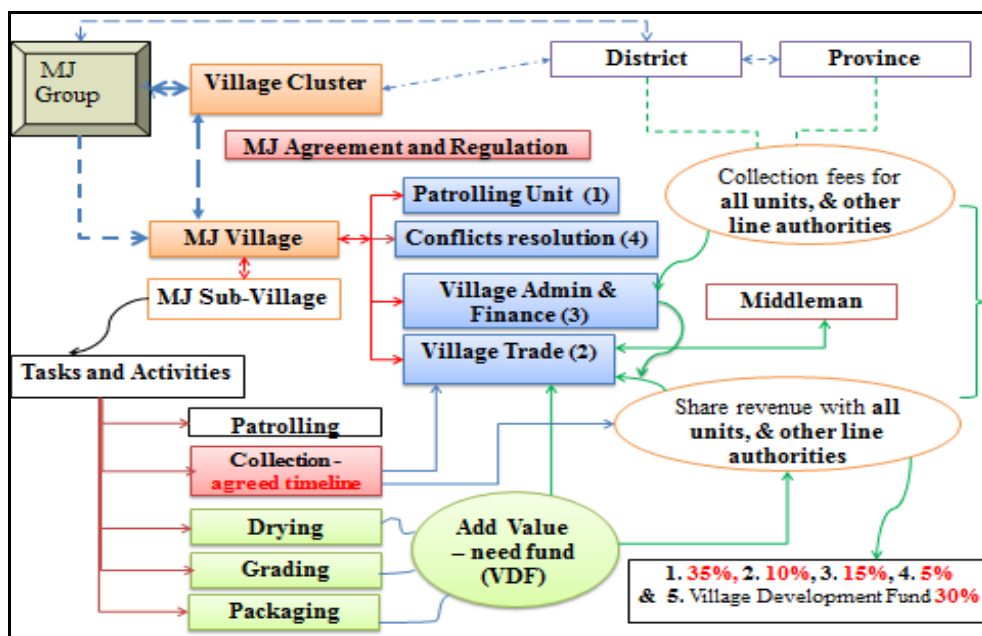 MJ
Group
Village Cluster
District
Province
MJ Agreement and Regulation
Patrolling Unit (1)
Collection fees for
all units, & other
line authorities
MJ Village
Conflicts resolution (4)
MJ Sub-Village
Village Admin &
Finance (3)
Middleman
Village Trade (2)
Tasks and Activities
Share revenue with all
units, & other line
authorities
Patrolling
Collection -
agreed timeline
Drying
Add Value
– need fund
(VDF)
Grading
Packaging
1. 35%, 2. 10%, 3. 15%, 4. 5%
& 5. Village Development Fund 30%